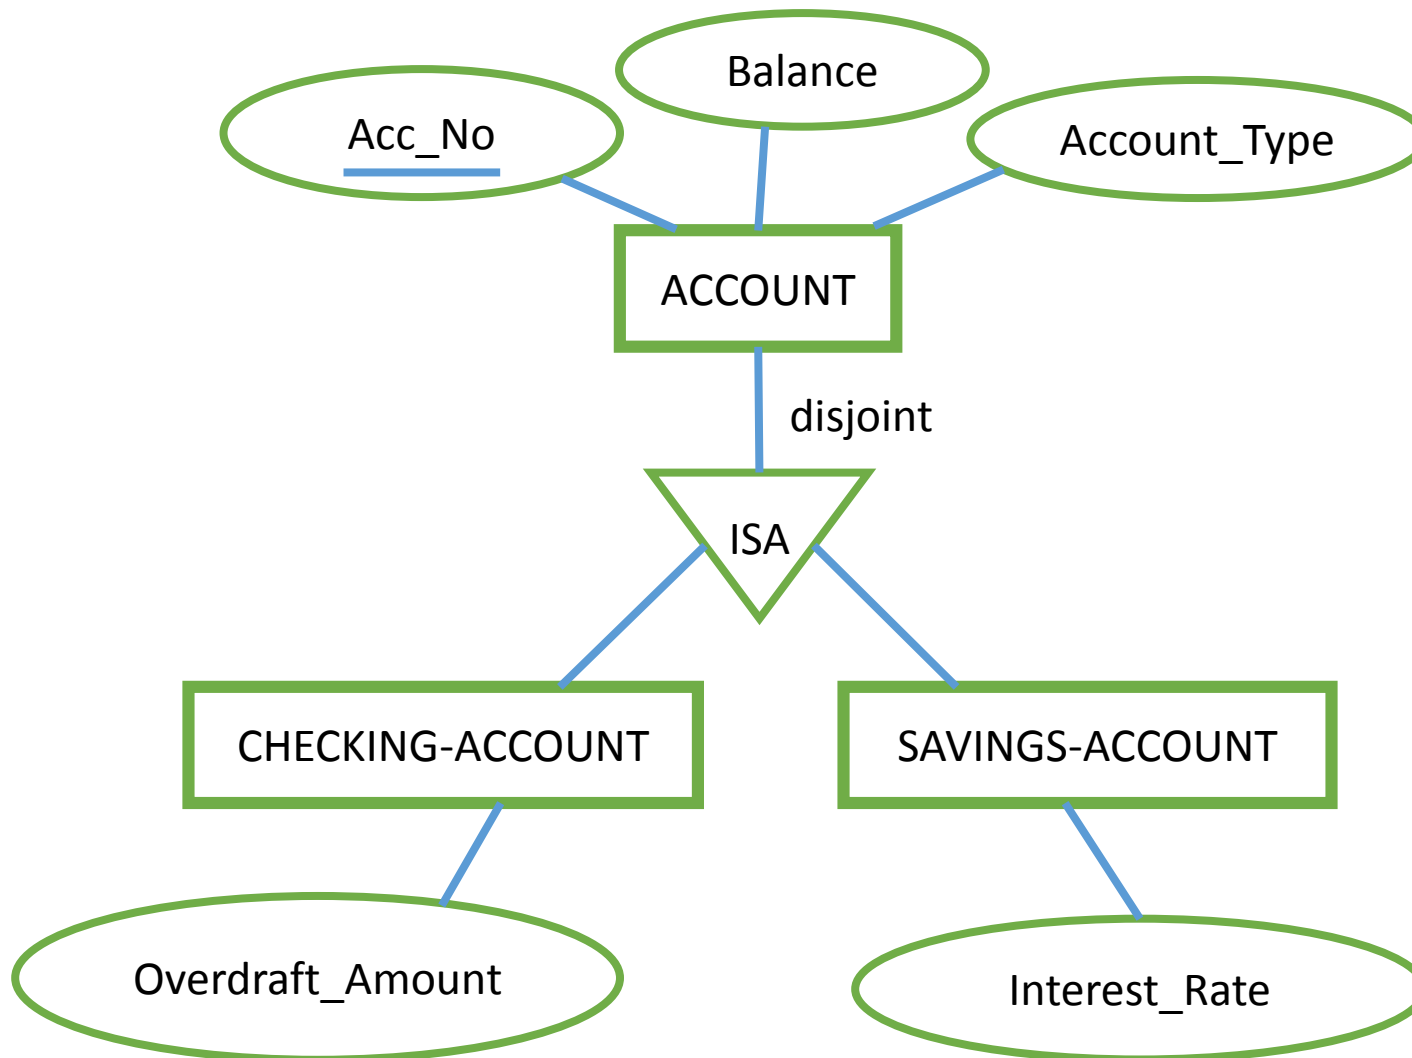 Balance
Acc_No
Account_Type
ACCOUNT
disjoint
ISA
CHECKING-ACCOUNT
SAVINGS-ACCOUNT
Overdraft_Amount
Interest_Rate